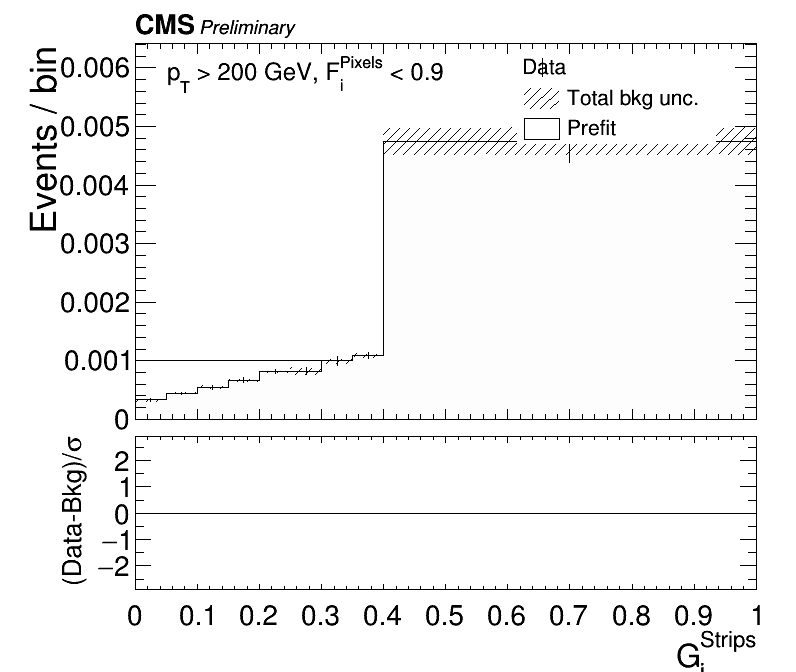 CMS Preliminary
p_T > 200 GeV, F_i^Pixels < 0.9
Data
Total bkg unc.
Prefit
Events / bin
0.006
0.005
0.004
0.003
0.002
0.001
0
(Data-Bkg)/σ
2
1
0
−1
−2
0 0.1 0.2 0.3 0.4 0.5 0.6 0.7 0.8 0.9 1
G_i^Strips